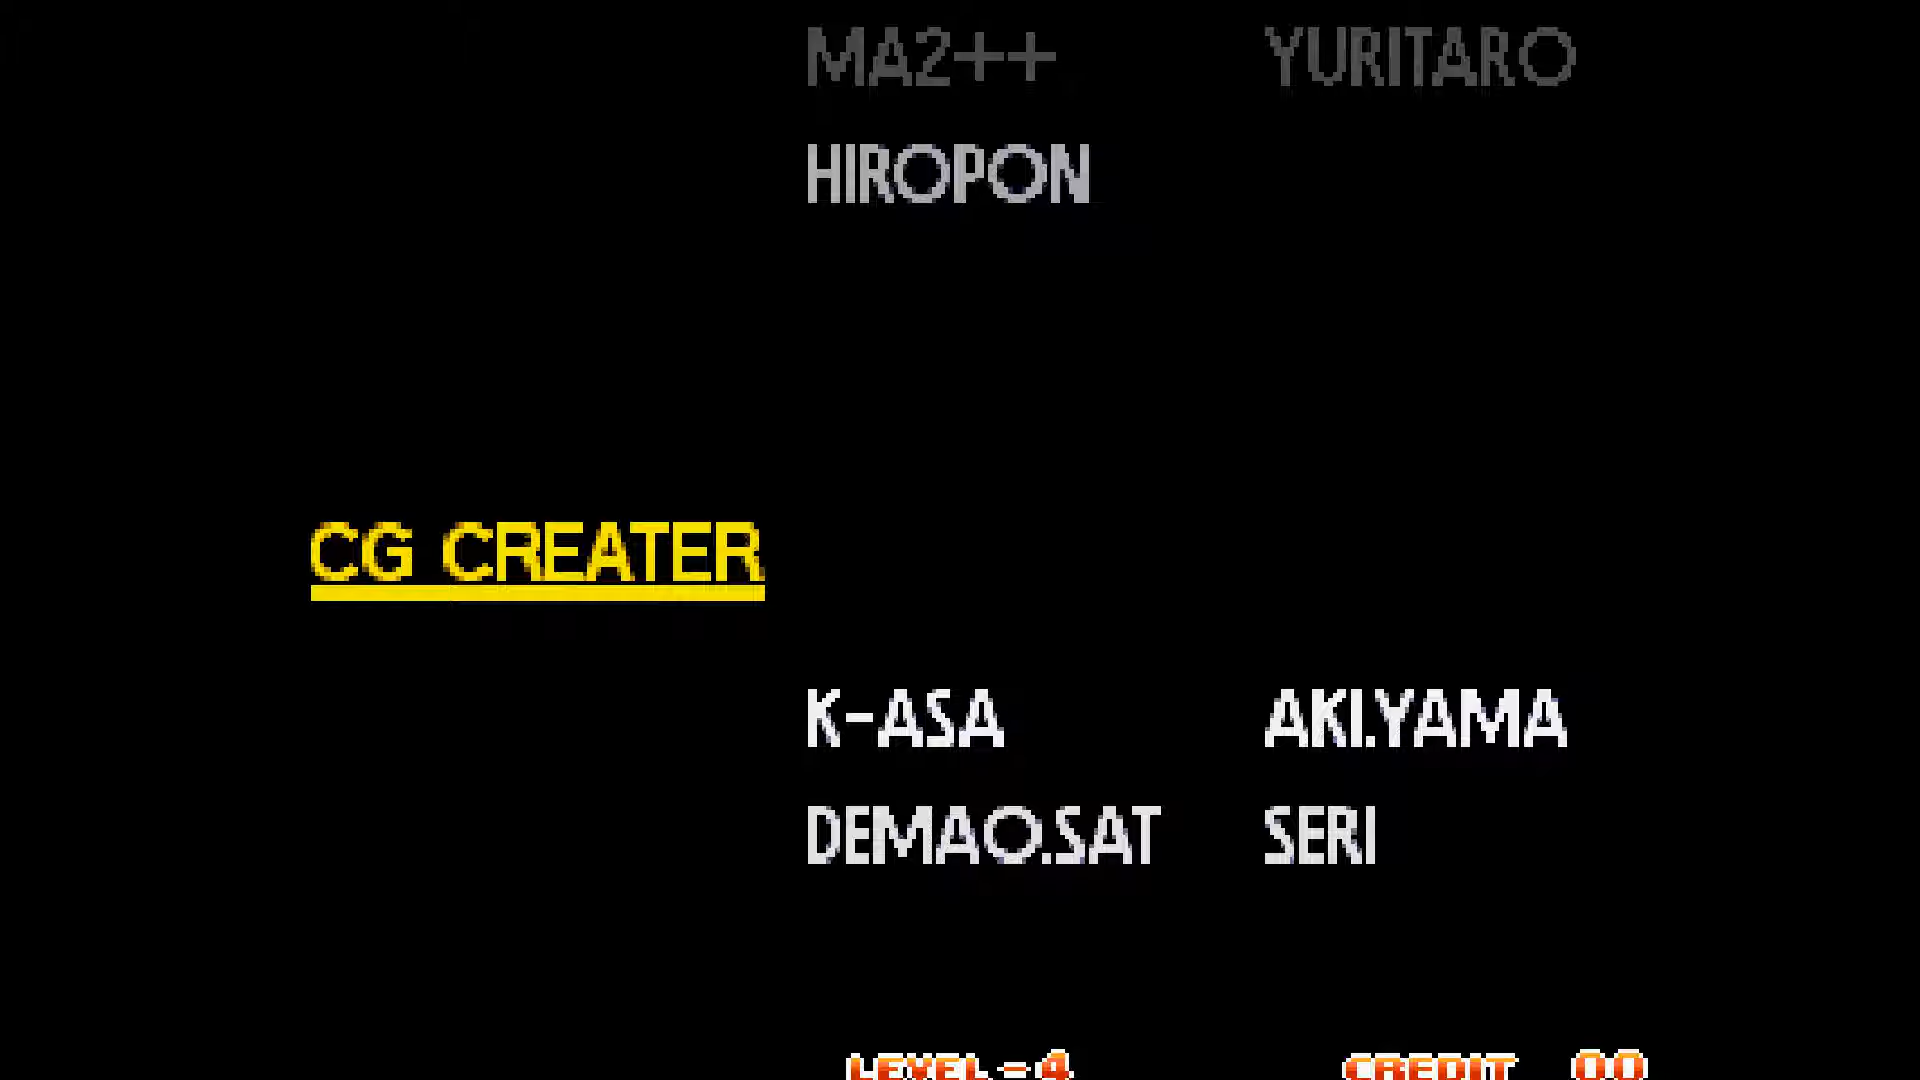 MA2++ YURITARO
HIROPON
CG CREATER
K-ASA AKI.YAMA
DEMAO.SAT SERI
LEVEL-4 CREDIT 00